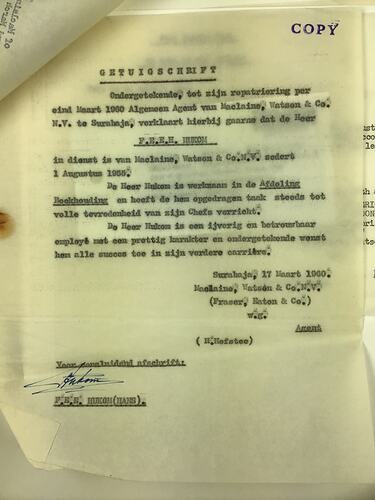 COPY
GETUIGSCHRIFT
Ondergetekende, tot zijn repatriering per
eind Maart 1960 Algemeen Agent van Maclaine, Watson & Co.
N.V. te Surabaja, verklaart hierbij gaarne dat de Heer
F.E.E.H. HUKOM
in dienst is van Maclaine, Watson & Co.N.V. sedert
1 Augustus 1955.
De Heer Hukom is werkzaam in de Afdeling
Boekhouding en heeft de hem opgedragen taak steeds tot
volle tevredenheid van zijn Chefs verricht.
De Heer Hukom is een ijverig en betrouwbaar
employé met een prettig karakter en ondergetekende wenst
hem alle succes toe in zijn verdere carrière.
Surabaja, 17 Maart 1960.
Maclaine, Watson & Co.N.V.
(Fraser, Eaton & Co.)
w.g.
Agent
( H.Hofstee)
Voor gensluidend afschrift:
Hukom
F.E.E. HUKOM(HANS).